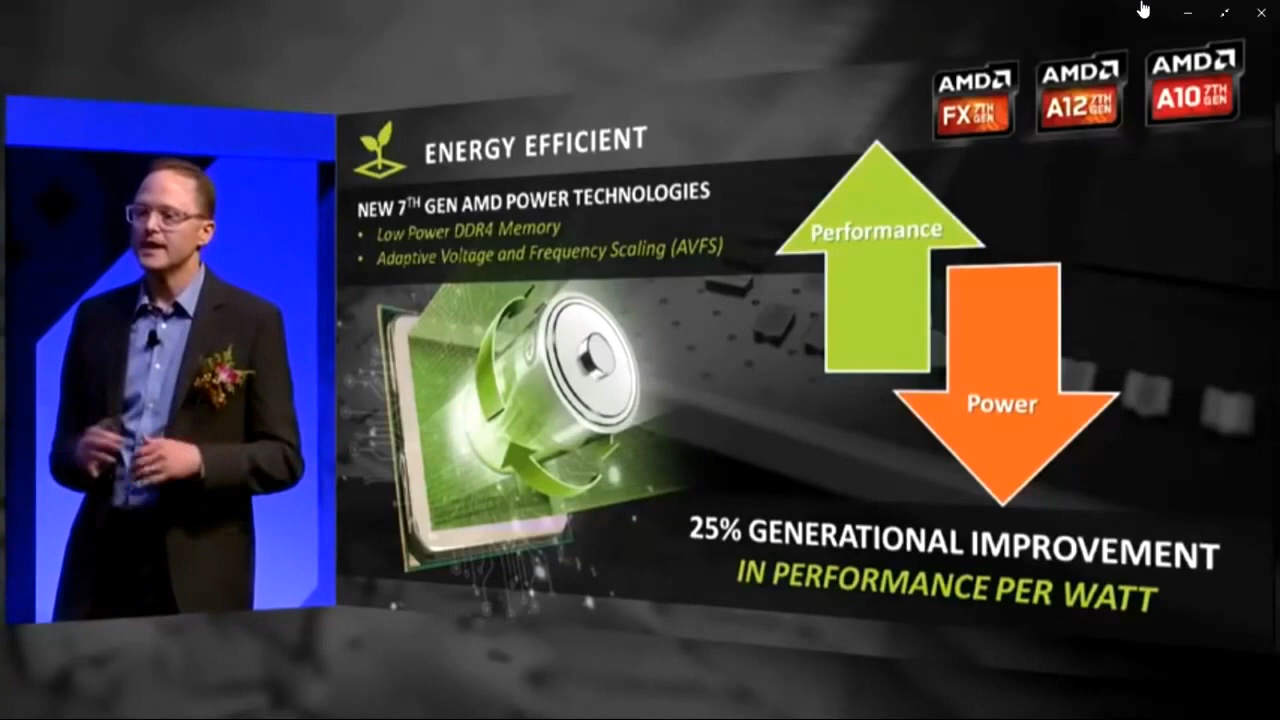 ENERGY EFFICIENT
NEW 7TH GEN AMD POWER TECHNOLOGIES
• Low Power DDR4 Memory
• Adaptive Voltage and Frequency Scaling (AVFS)
AMD
FX 7TH GEN
AMD
A12 7TH GEN
AMD
A10 7TH GEN
Performance
Power
25% GENERATIONAL IMPROVEMENT
IN PERFORMANCE PER WATT